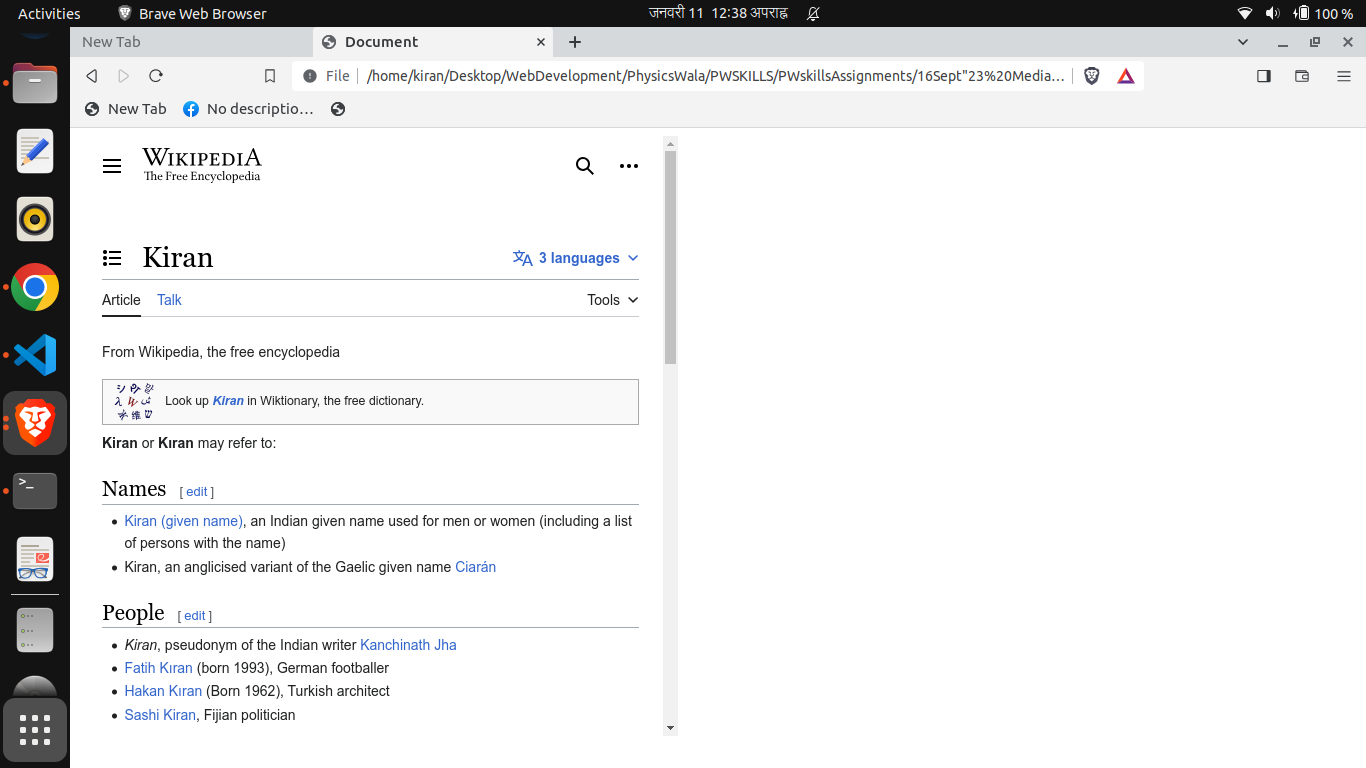 Activities
Brave Web Browser
जनवरी 11 12:38 अपराह्न
100 %
New Tab
Document
File
/home/kiran/Desktop/WebDevelopment/PhysicsWala/PWSKILLS/PWskillsAssignments/16Sept"23%20Media…
New Tab
No descriptio…
WIKIPEDIA
The Free Encyclopedia
Kiran
3 languages
Article
Talk
Tools
From Wikipedia, the free encyclopedia
Look up Kiran in Wiktionary, the free dictionary.
Kiran or Kıran may refer to:
Names [ edit ]
Kiran (given name), an Indian given name used for men or women (including a list
of persons with the name)
Kiran, an anglicised variant of the Gaelic given name Ciarán
People [ edit ]
Kiran, pseudonym of the Indian writer Kanchinath Jha
Fatih Kıran (born 1993), German footballer
Hakan Kıran (Born 1962), Turkish architect
Sashi Kiran, Fijian politician